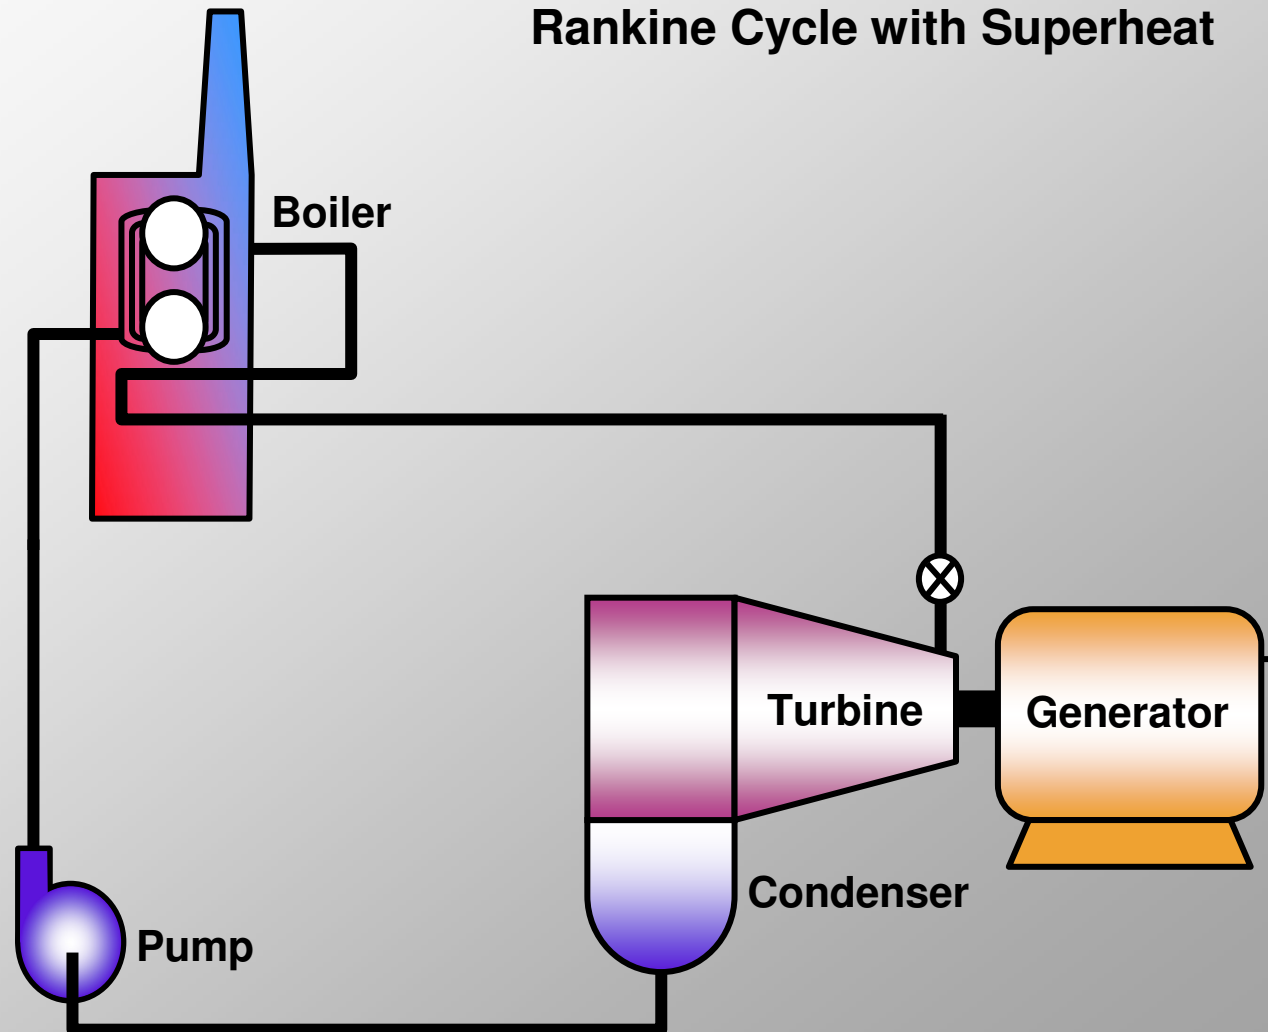 Rankine Cycle with Superheat
Boiler
Turbine
Generator
Condenser
Pump